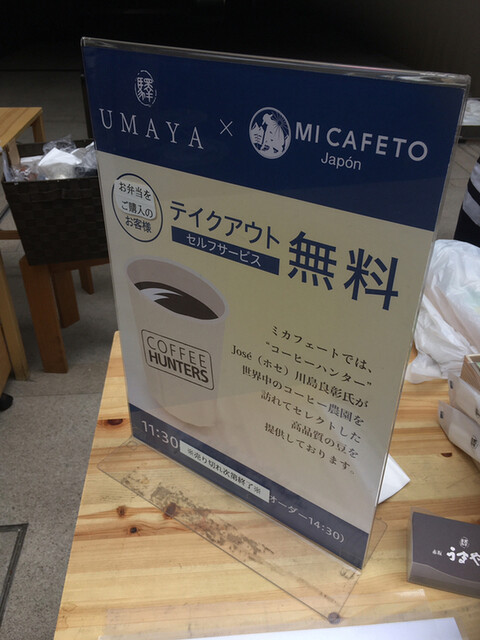 驛
UMAYA × MI CAFETO
Japón
お弁当を
ご購入の
お客様
テイクアウト
セルフサービス
無料
COFFEE
HUNTERS
ミカフェートでは、
"コーヒーハンター"
José（ホセ）川島良彰氏が
世界中のコーヒー農園を
訪れてセレクトした
高品質の豆を
提供しております。
11:30
※売り切れ次第終了※
オーダー14:30）
驛
赤坂 うまや